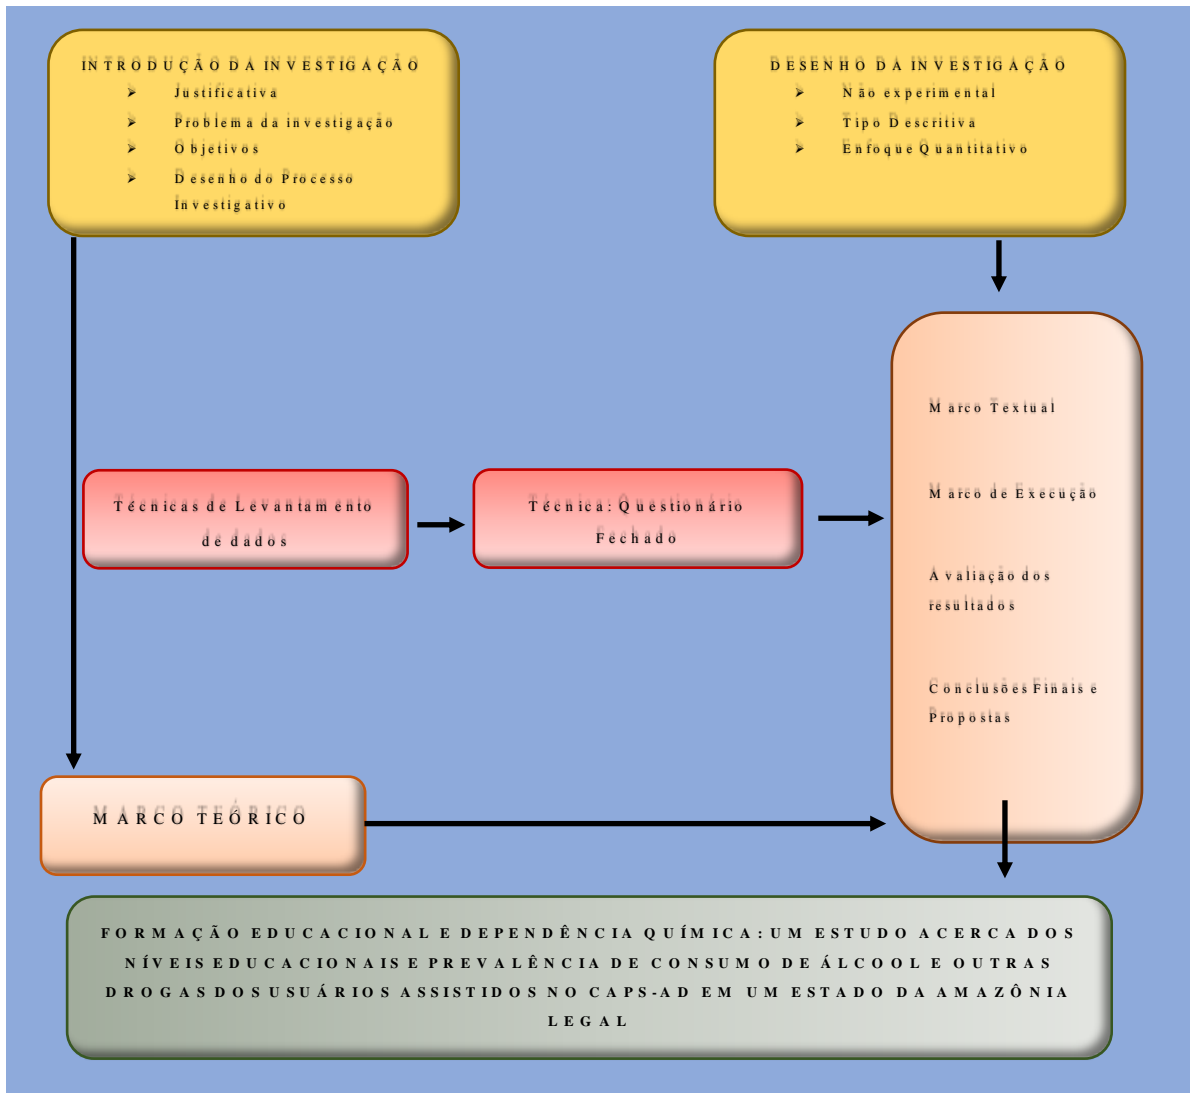 INTRODUÇÃO DA INVESTIGAÇÃO
➢ Justificativa
➢ Problema da investigação
➢ Objetivos
➢ Desenho do Processo
Investigativo
DESENHO DA INVESTIGAÇÃO
➢ Não experimental
➢ Tipo Descritiva
➢ Enfoque Quantitativo
Marco Textual
Marco de Execução
Avaliação dos
resultados
Conclusões Finais e
Propostas
Técnicas de Levantamento
de dados
Técnica: Questionário
Fechado
MARCO TEÓRICO
FORMAÇÃO EDUCACIONAL E DEPENDÊNCIA QUÍMICA: UM ESTUDO ACERCA DOS
NÍVEIS EDUCACIONAIS E PREVALÊNCIA DE CONSUMO DE ÁLCOOL E OUTRAS
DROGAS DOS USUÁRIOS ASSISTIDOS NO CAPS-AD EM UM ESTADO DA AMAZÔNIA
LEGAL